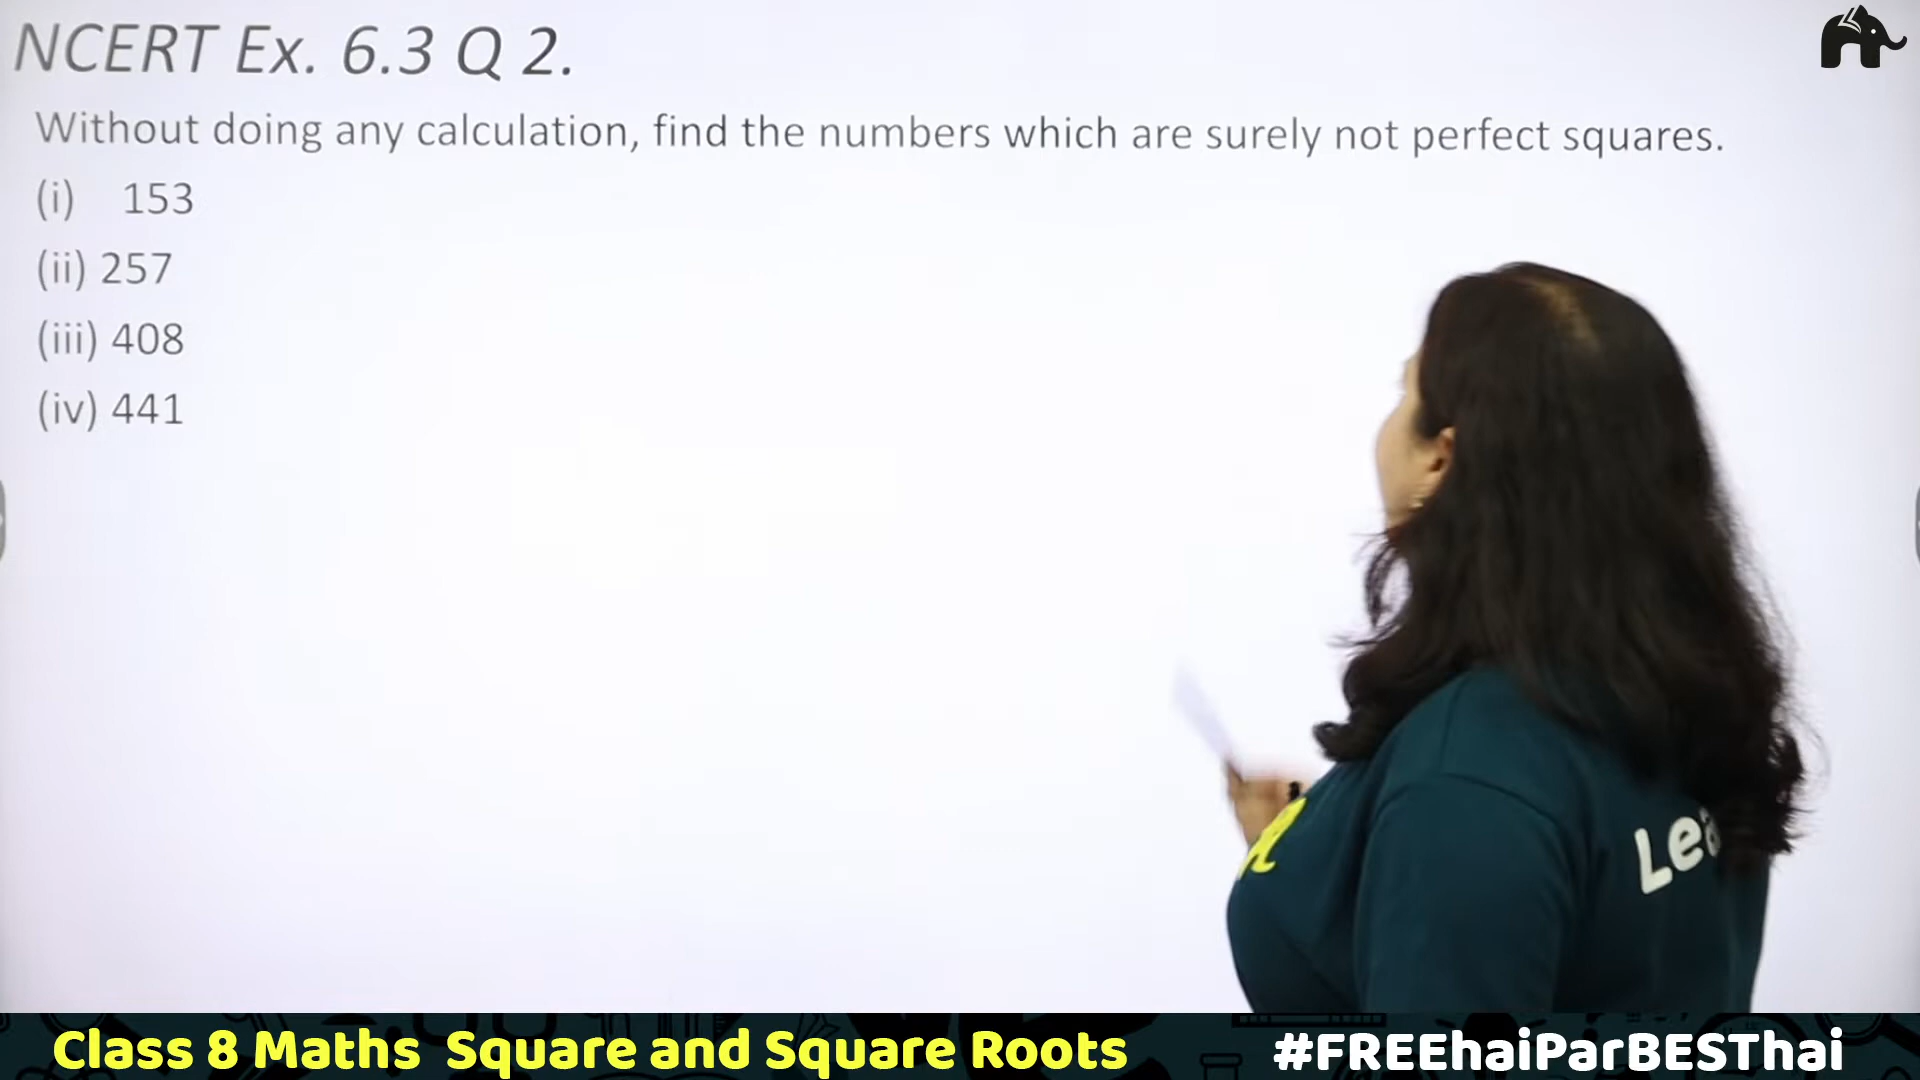 NCERT Ex. 6.3 Q 2.
Without doing any calculation, find the numbers which are surely not perfect squares.
(i) 153
(ii) 257
(iii) 408
(iv) 441
Lea
Class 8 Maths Square and Square Roots
#FREEhaiParBESThai